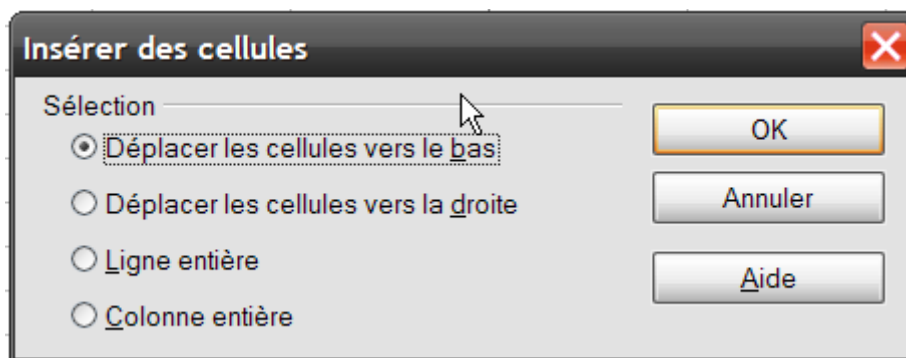 Insérer des cellules
Sélection
Déplacer les cellules vers le bas
Déplacer les cellules vers la droite
Ligne entière
Colonne entière
OK
Annuler
Aide